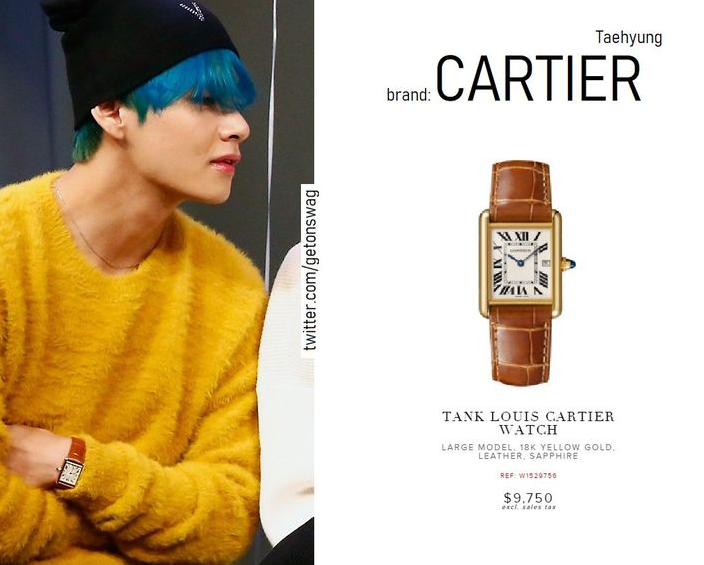 Taehyung
brand: CARTIER
twitter.com/getonswag
TANK LOUIS CARTIER
WATCH
LARGE MODEL, 18K YELLOW GOLD,
LEATHER, SAPPHIRE
REF: W1529756
$9,750
excl. sales tax